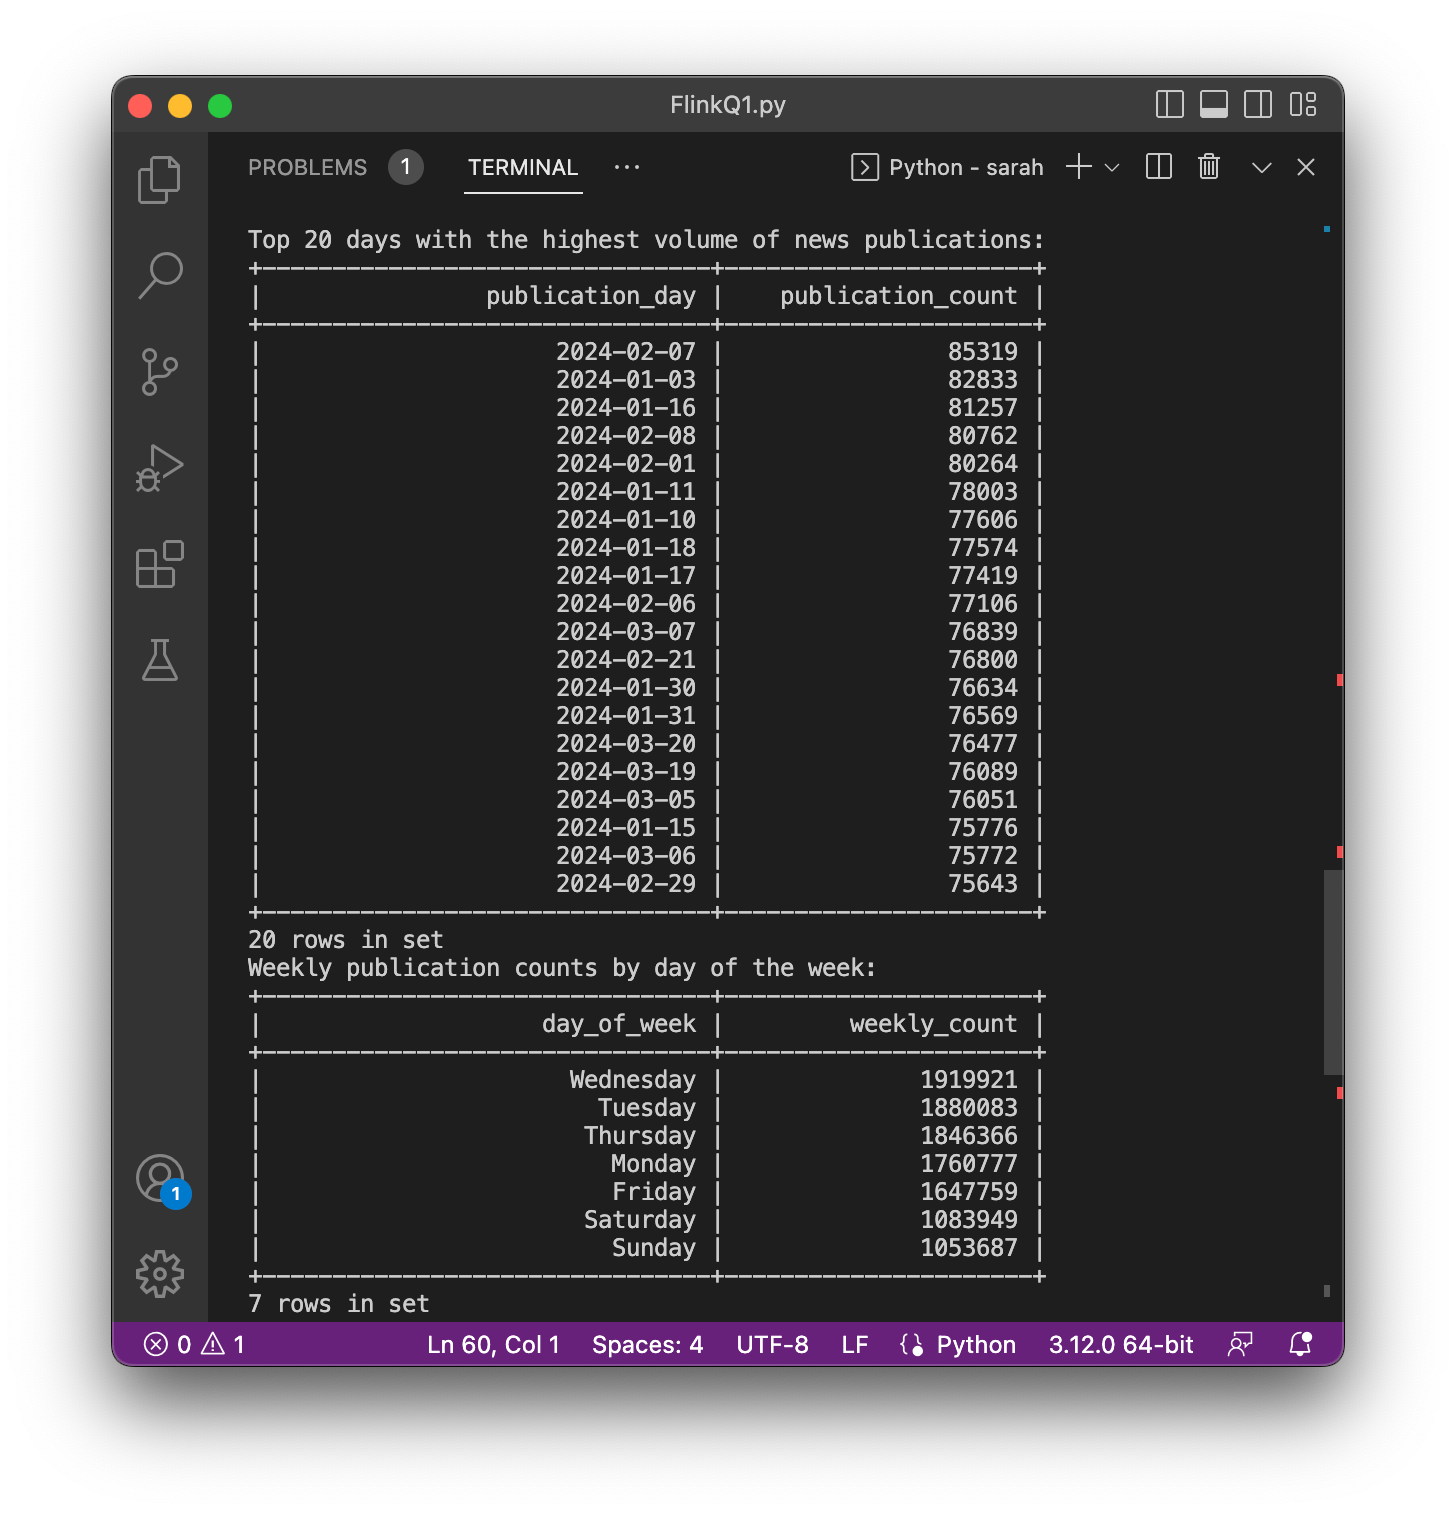 FlinkQ1.py
PROBLEMS 1 TERMINAL ··· Python - sarah
Top 20 days with the highest volume of news publications:
+--------------------------------+----------------------+
| publication_day | publication_count |
+--------------------------------+----------------------+
| 2024-02-07 | 85319 |
| 2024-01-03 | 82833 |
| 2024-01-16 | 81257 |
| 2024-02-08 | 80762 |
| 2024-02-01 | 80264 |
| 2024-01-11 | 78003 |
| 2024-01-10 | 77606 |
| 2024-01-18 | 77574 |
| 2024-01-17 | 77419 |
| 2024-02-06 | 77106 |
| 2024-03-07 | 76839 |
| 2024-02-21 | 76800 |
| 2024-01-30 | 76634 |
| 2024-01-31 | 76569 |
| 2024-03-20 | 76477 |
| 2024-03-19 | 76089 |
| 2024-03-05 | 76051 |
| 2024-01-15 | 75776 |
| 2024-03-06 | 75772 |
| 2024-02-29 | 75643 |
+--------------------------------+----------------------+
20 rows in set
Weekly publication counts by day of the week:
+--------------------------------+----------------------+
| day_of_week | weekly_count |
+--------------------------------+----------------------+
| Wednesday | 1919921 |
| Tuesday | 1880083 |
| Thursday | 1846366 |
| Monday | 1760777 |
| Friday | 1647759 |
| Saturday | 1083949 |
| Sunday | 1053687 |
+--------------------------------+----------------------+
7 rows in set
1
0 1 Ln 60, Col 1 Spaces: 4 UTF-8 LF Python 3.12.0 64-bit